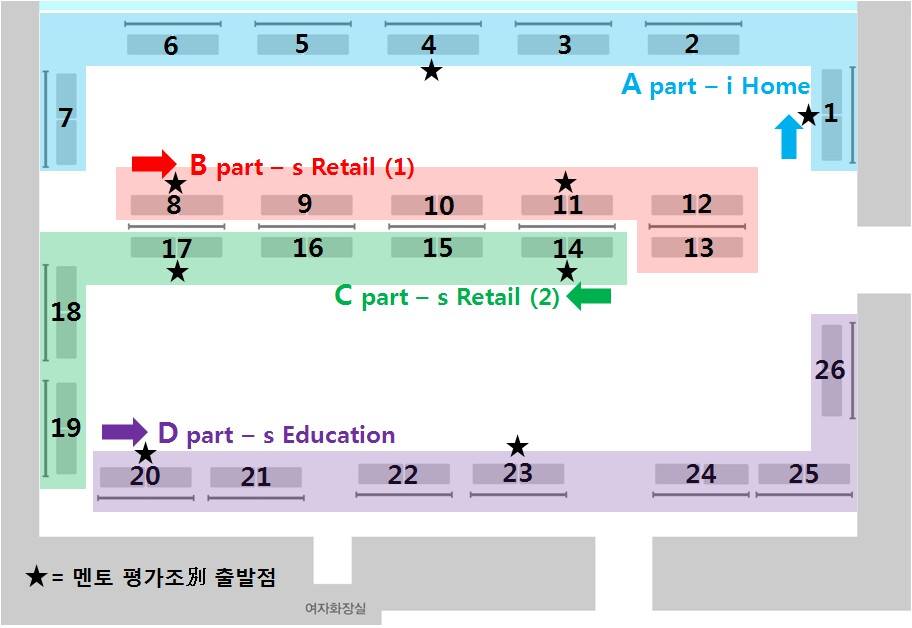 6 5 4 3 2
A part – i Home
7 1
B part – s Retail (1)
8 9 10 11 12
17 16 15 14 13
C part – s Retail (2)
18
26
19
D part – s Education
20 21 22 23 24 25
★= 멘토 평가조別 출발점
여자화장실